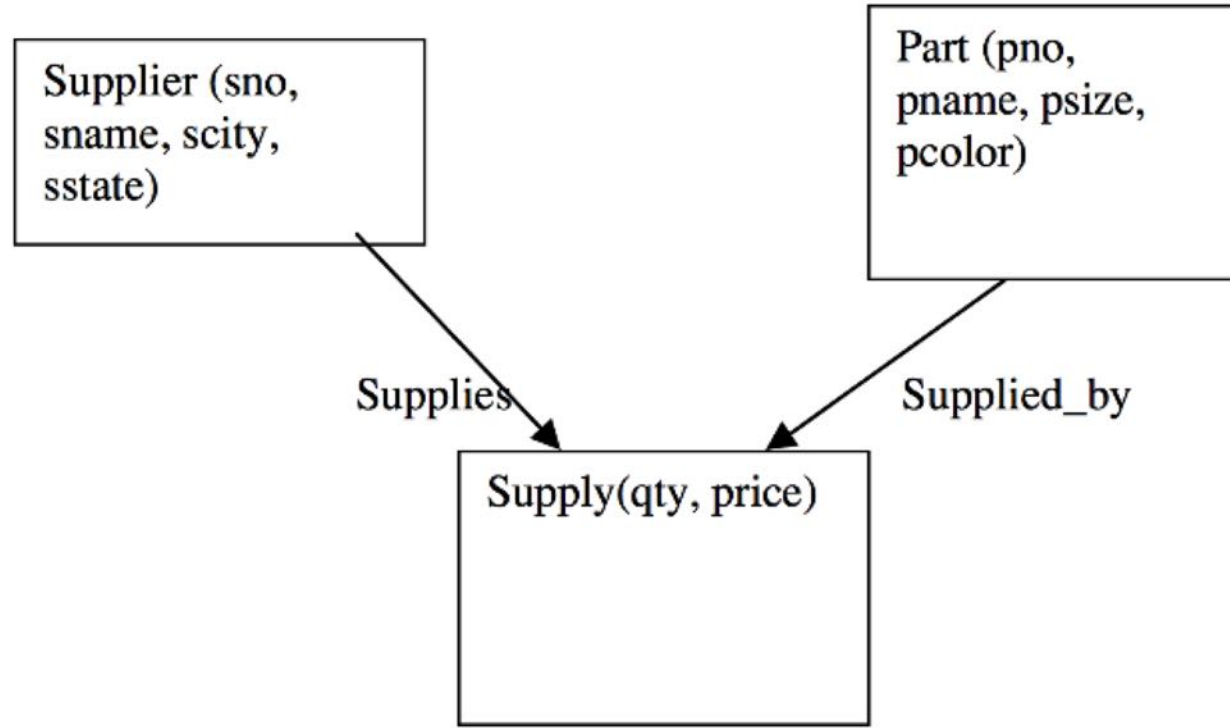 Supplier (sno,
sname, scity,
sstate)
Part (pno,
pname, psize,
pcolor)
Supplies
Supplied_by
Supply(qty, price)